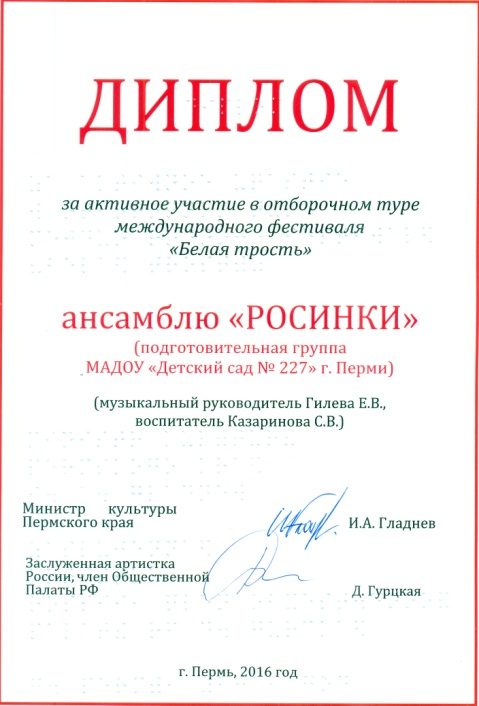 ДИПЛОМ
за активное участие в отборочном туре
международного фестиваля
«Белая трость»
ансамблю «РОСИНКИ»
(подготовительная группа
МАДОУ «Детский сад № 227» г. Перми)
(музыкальный руководитель Гилева Е.В.,
воспитатель Казаринова С.В.)
Министр культуры
Пермского края
И.А. Гладнев
Заслуженная артистка
России, член Общественной
Палаты РФ
Д. Гурцкая
г. Пермь, 2016 год